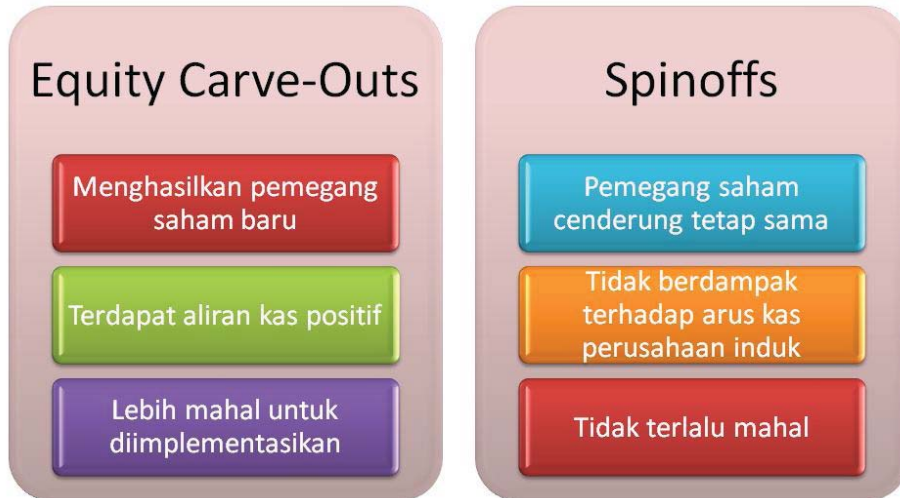 Equity Carve-Outs
Menghasilkan pemegang
saham baru
Terdapat aliran kas positif
Lebih mahal untuk
diimplementasikan
Spinoffs
Pemegang saham
cenderung tetap sama
Tidak berdampak
terhadap arus kas
perusahaan induk
Tidak terlalu mahal